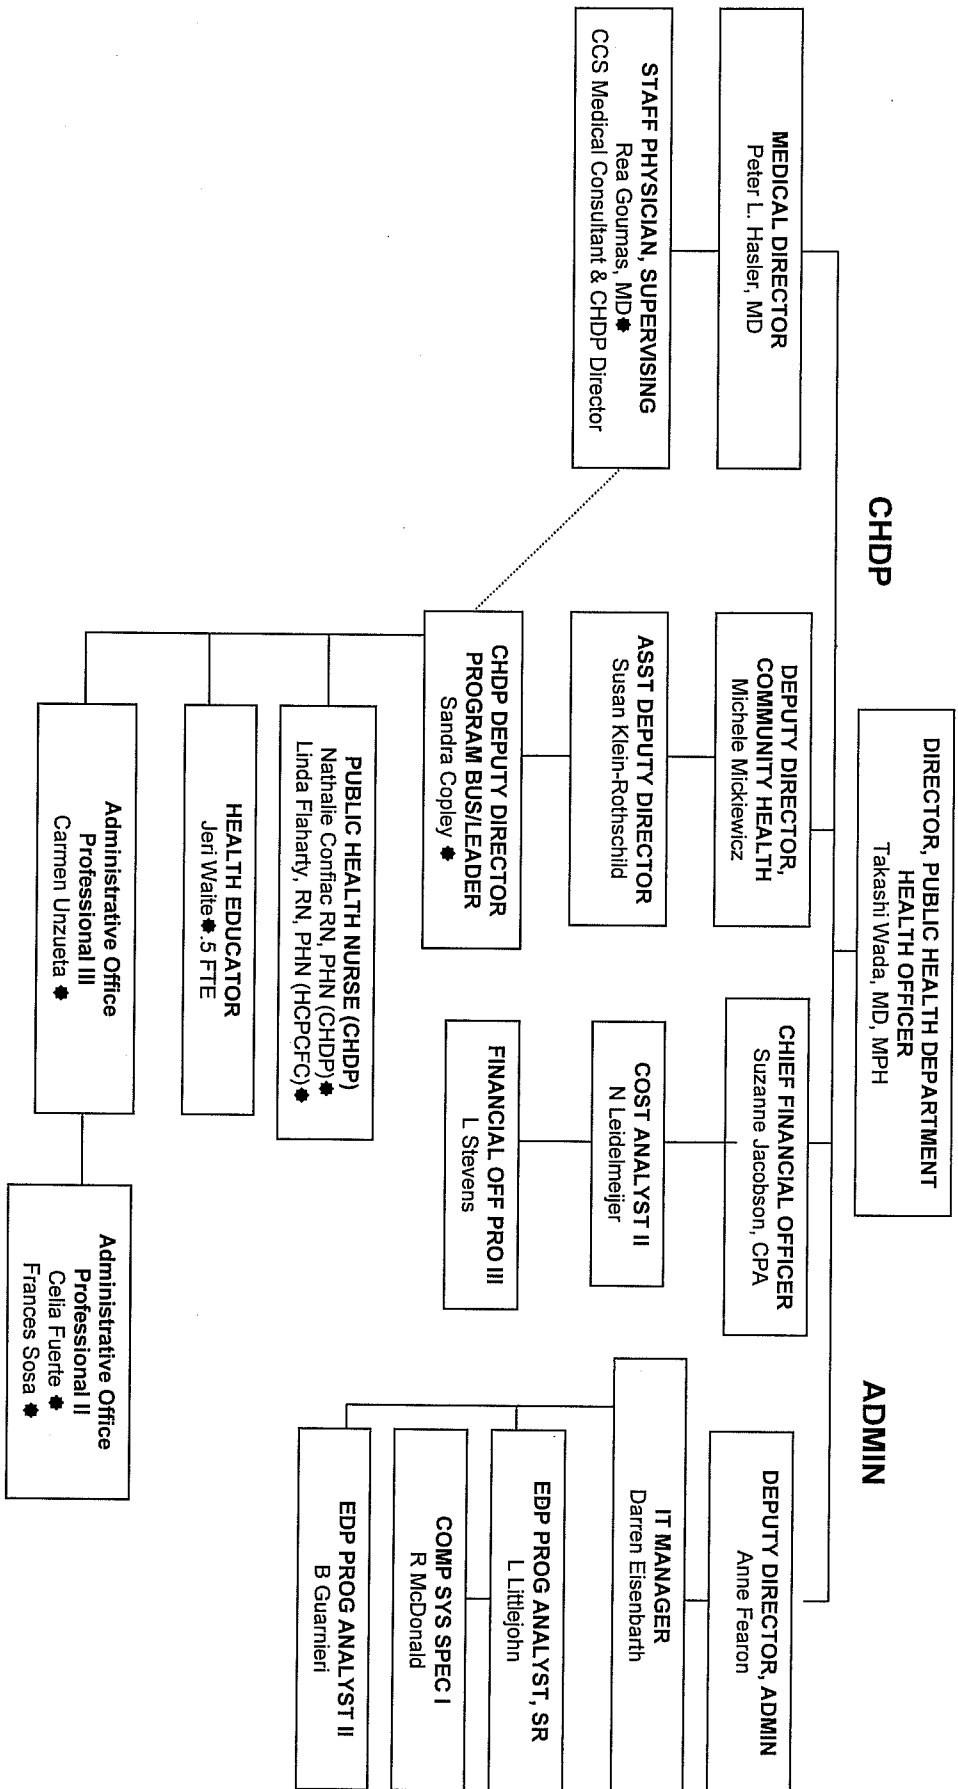 CHDP
ADMIN
DIRECTOR, PUBLIC HEALTH DEPARTMENT
HEALTH OFFICER
Takashi Wada, MD, MPH
MEDICAL DIRECTOR
Peter L. Hasler, MD
STAFF PHYSICIAN, SUPERVISING
Rea Goumas, MD✸
CCS Medical Consultant & CHDP Director
DEPUTY DIRECTOR,
COMMUNITY HEALTH
Michele Mickiewicz
ASST DEPUTY DIRECTOR
Susan Klein-Rothschild
CHDP DEPUTY DIRECTOR
PROGRAM BUS/LEADER
Sandra Copley ✸
PUBLIC HEALTH NURSE (CHDP)
Nathalie Confiac RN, PHN (CHDP)✸
Linda Flaharty, RN, PHN (HCPCFC)✸
HEALTH EDUCATOR
Jeri Waite✸.5 FTE
Administrative Office
Professional III
Carmen Unzueta ✸
Administrative Office
Professional II
Celia Fuerte ✸
Frances Sosa ✸
CHIEF FINANCIAL OFFICER
Suzanne Jacobson, CPA
COST ANALYST II
N Leidelmeijer
FINANCIAL OFF PRO III
L Stevens
DEPUTY DIRECTOR, ADMIN
Anne Fearon
IT MANAGER
Darren Eisenbarth
EDP PROG ANALYST, SR
L Littlejohn
COMP SYS SPEC I
R McDonald
EDP PROG ANALYST II
B Guarnieri